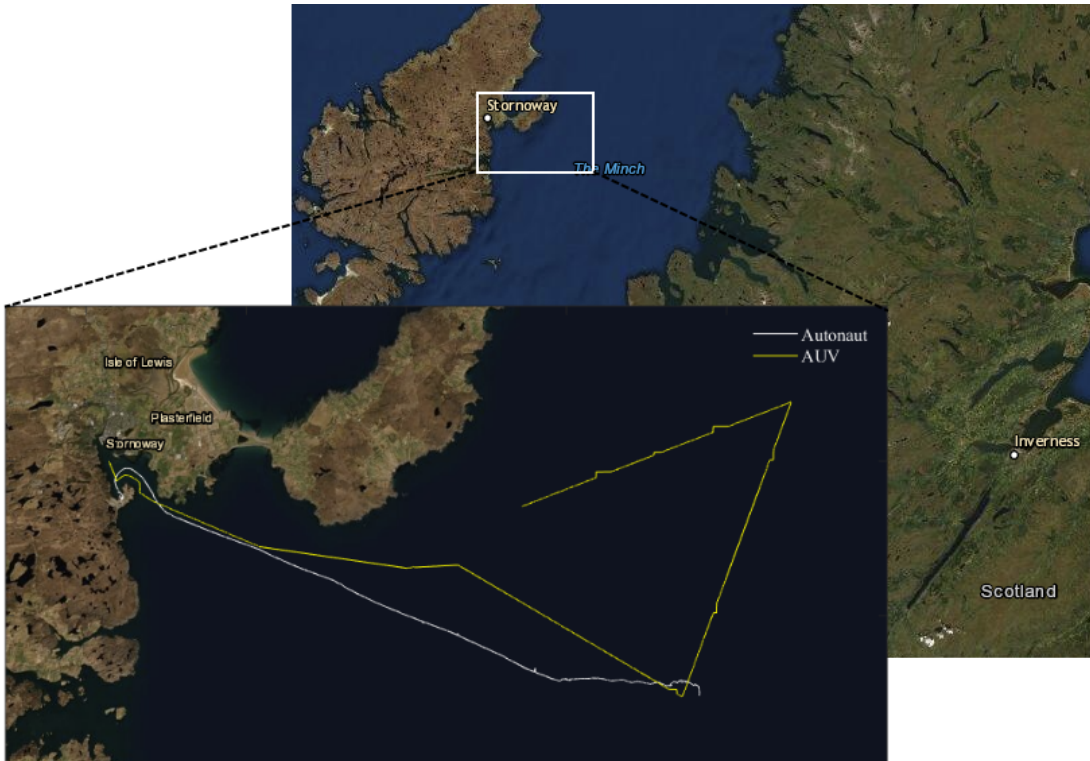 Stornoway
The Minch
Inverness
Scotland
Autonaut
AUV
Isle of Lewis
Plasterfield
Stornoway